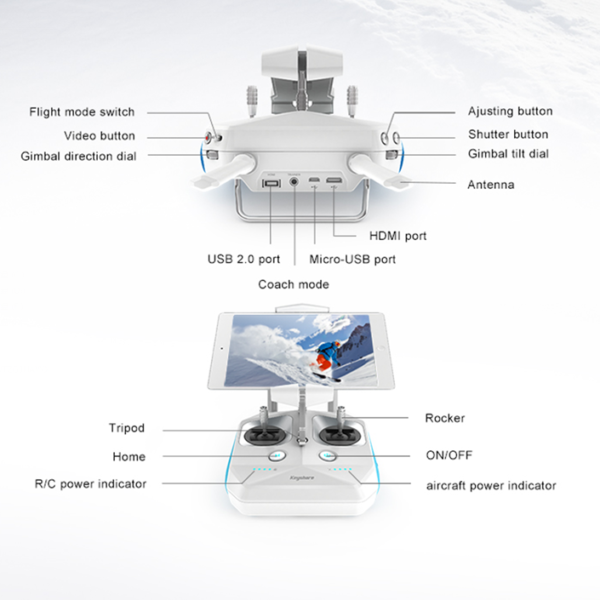 Flight mode switch
Ajusting button
Video button
Shutter button
Gimbal direction dial
Gimbal tilt dial
Antenna
HDMI port
USB 2.0 port
Micro-USB port
Coach mode
Rocker
Tripod
Home
ON/OFF
R/C power indicator
aircraft power indicator